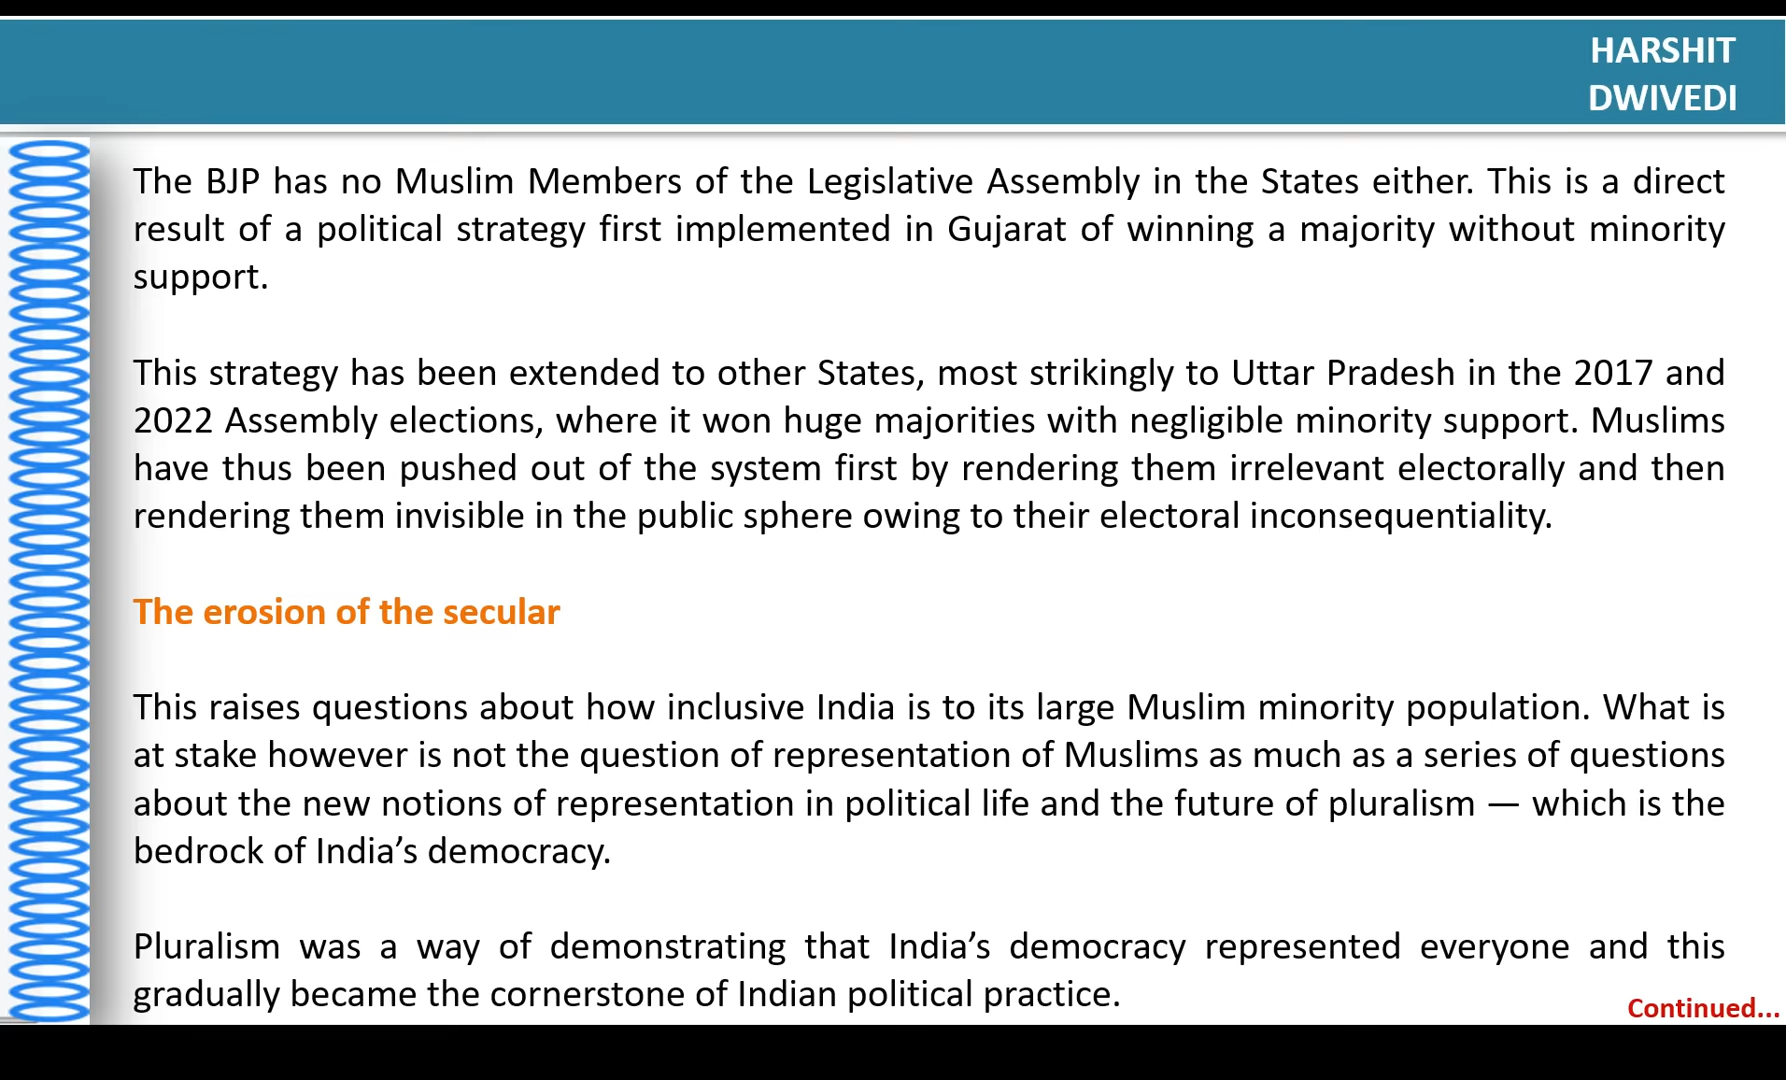 HARSHIT
DWIVEDI
The BJP has no Muslim Members of the Legislative Assembly in the States either. This is a direct
result of a political strategy first implemented in Gujarat of winning a majority without minority
support.
This strategy has been extended to other States, most strikingly to Uttar Pradesh in the 2017 and
2022 Assembly elections, where it won huge majorities with negligible minority support. Muslims
have thus been pushed out of the system first by rendering them irrelevant electorally and then
rendering them invisible in the public sphere owing to their electoral inconsequentiality.
The erosion of the secular
This raises questions about how inclusive India is to its large Muslim minority population. What is
at stake however is not the question of representation of Muslims as much as a series of questions
about the new notions of representation in political life and the future of pluralism — which is the
bedrock of India’s democracy.
Pluralism was a way of demonstrating that India’s democracy represented everyone and this
gradually became the cornerstone of Indian political practice.
Continued...